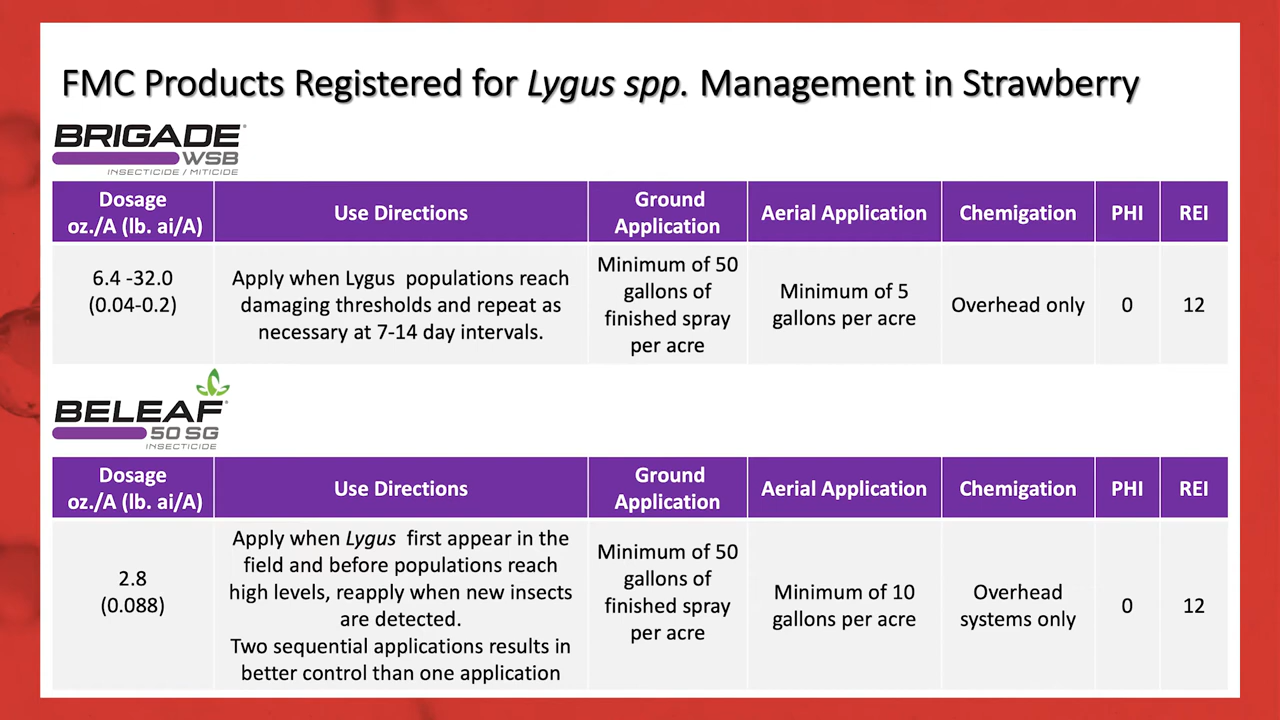 FMC Products Registered for Lygus spp. Management in Strawberry
BRIGADE®
WSB
INSECTICIDE / MITICIDE
Dosage
oz./A (lb. ai/A)
Use Directions
Ground
Application
Aerial Application
Chemigation
PHI
REI
6.4 -32.0
(0.04-0.2)
Apply when Lygus populations reach
damaging thresholds and repeat as
necessary at 7-14 day intervals.
Minimum of 50
gallons of
finished spray
per acre
Minimum of 5
gallons per acre
Overhead only
0
12
BELEAF®
50 SG
INSECTICIDE
Dosage
oz./A (lb. ai/A)
Use Directions
Ground
Application
Aerial Application
Chemigation
PHI
REI
2.8
(0.088)
Apply when Lygus first appear in the
field and before populations reach
high levels, reapply when new insects
are detected.
Two sequential applications results in
better control than one application
Minimum of 50
gallons of
finished spray
per acre
Minimum of 10
gallons per acre
Overhead
systems only
0
12